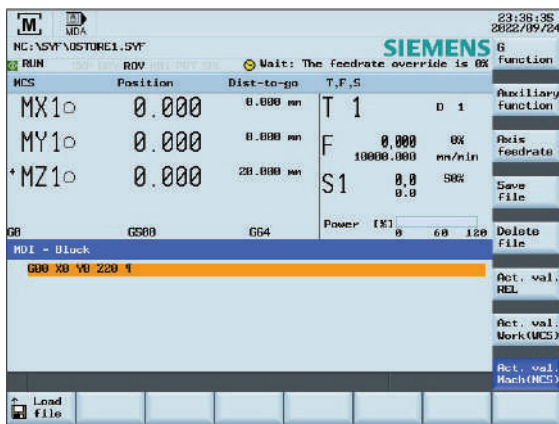 M
MDA
23:36:35
2022/09/24
NC:\SYF\OSTORE1.SYF
SIEMENS
RUN
ROV
Wait: The feedrate override is 0%
G function
MCS
Position
Dist-to-go
T,F,S
Auxiliary function
MX1
0.000
0.000 mm
T 1
D 1
MY1
0.000
0.000 mm
F
0,000
0%
10000.000
mm/min
Axis feedrate
+MZ1
0.000
20.000 mm
S1
0,0
50%
0.0
Save file
Power [%]
0
60
120
G0
G500
G64
Delete file
MDI - Block
G00 X0 Y0 Z20 ¶
Act. val. REL
Act. val. Work(WCS)
Act. val. Mach(MCS)
Load file